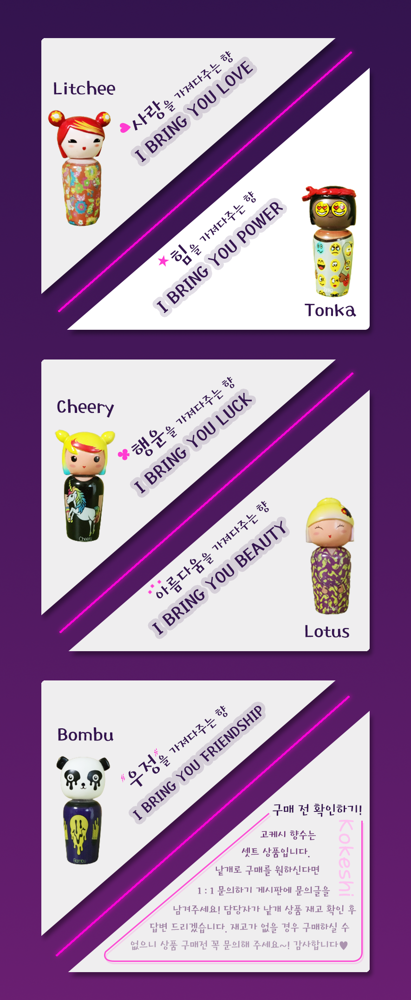 Litchee
사랑을 가져다주는 향
I BRING YOU LOVE
힘을 가져다주는 향
I BRING YOU POWER
Tonka
Tonka
Cheery
행운을 가져다주는 향
I BRING YOU LUCK
Cheery
아름다움을 가져다주는 향
I BRING YOU BEAUTY
Lotus
Lotus
Bombu
#우정#을 가져다주는 향
I BRING YOU FRIENDSHIP
Bambu
구매 전 확인하기!
Kokeshi
고케시 향수는
셋트 상품입니다.
낱개로 구매를 원하신다면
1 : 1 문의하기 게시판에 문의글을
남겨주세요! 담당자가 낱개 상품 재고 확인 후
답변 드리겠습니다. 재고가 없을 경우 구매하실 수
없으니 상품 구매전 꼭 문의해 주세요~! 감사합니다♥